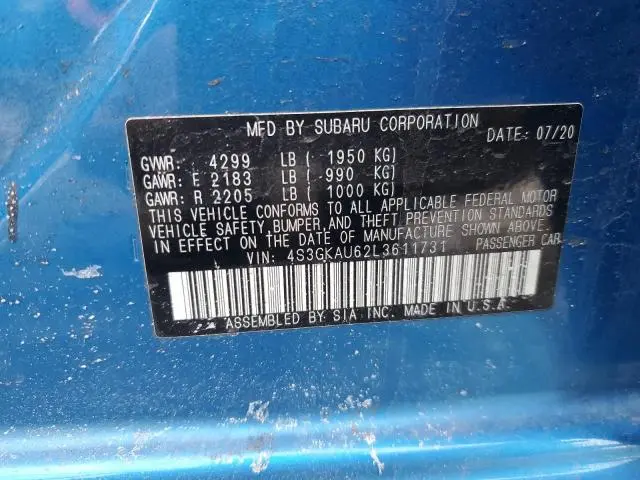 MFD BY SUBARU CORPORATION DATE: 07/20
GVWR: 4299 LB ( 1950 KG)
GAWR: F 2183 LB ( 990 KG)
GAWR: R 2205 LB ( 1000 KG)
THIS VEHICLE CONFORMS TO ALL APPLICABLE FEDERAL MOTOR
VEHICLE SAFETY, BUMPER, AND THEFT PREVENTION STANDARDS
IN EFFECT ON THE DATE OF MANUFACTURE SHOWN ABOVE.
VIN: 4S3GKAU62L3611731 PASSENGER CAR
ASSEMBLED BY SIA INC. MADE IN U.S.A.